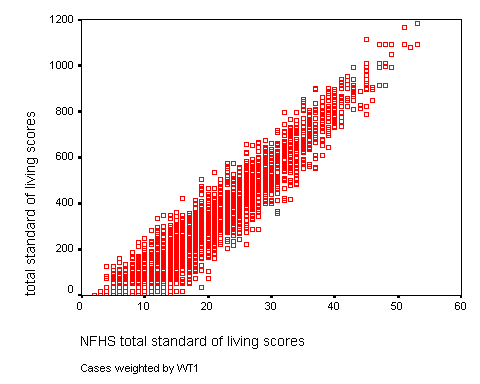 1200
1000
800
600
400
200
0
total standard of living scores
0 10 20 30 40 50 60
NFHS total standard of living scores
Cases weighted by WT1